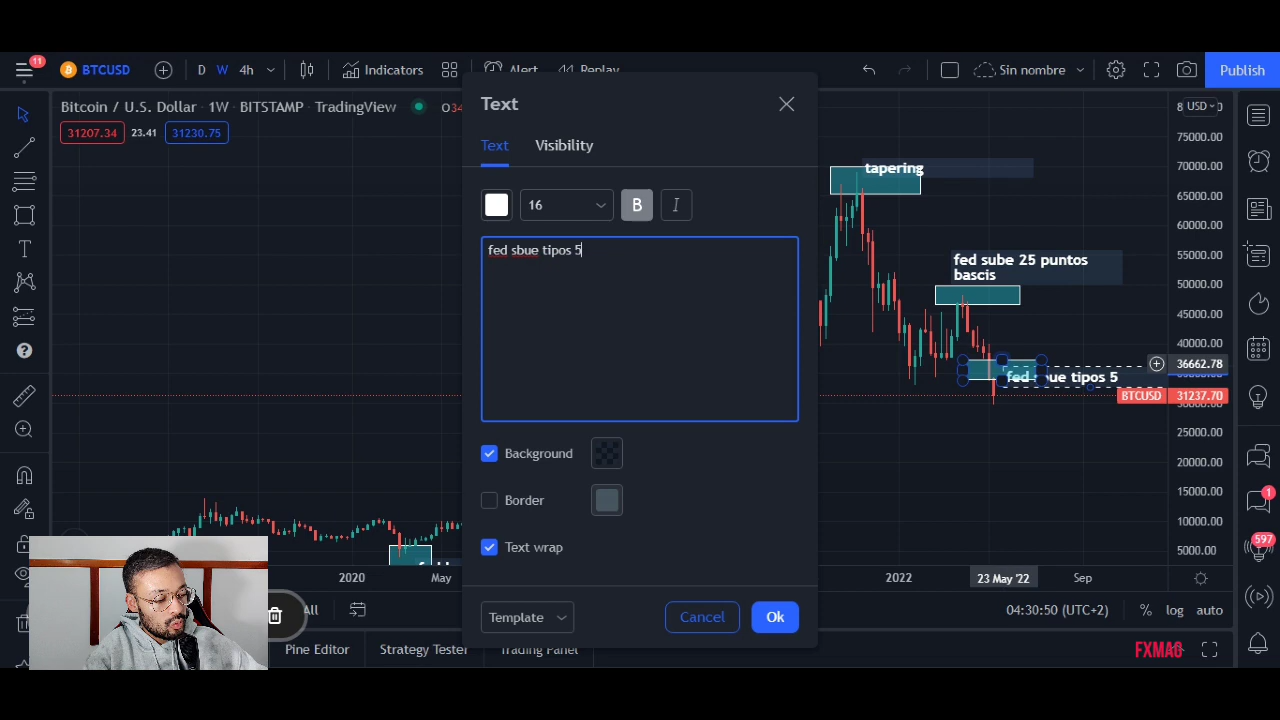 11
BTCUSD
D
W
4h
Indicators
Alert
Replay
Sin nombre
Publish
Bitcoin / U.S. Dollar · 1W · BITSTAMP · TradingView
31207.34
23.41
31230.75
Text
Text
Visibility
16
B
I
fed sbue tipos 5
Background
Border
Text wrap
Template
Cancel
Ok
tapering
fed sube 25 puntos
bascis
fed sbue tipos 5
USD
75000.00
70000.00
65000.00
60000.00
55000.00
50000.00
45000.00
40000.00
36662.78
BTCUSD
31237.70
25000.00
20000.00
15000.00
10000.00
5000.00
2020
May
2022
23 May '22
Sep
All
04:30:50 (UTC+2)
%
log
auto
Pine Editor
Strategy Tester
Trading Panel
FXMAG
1
597